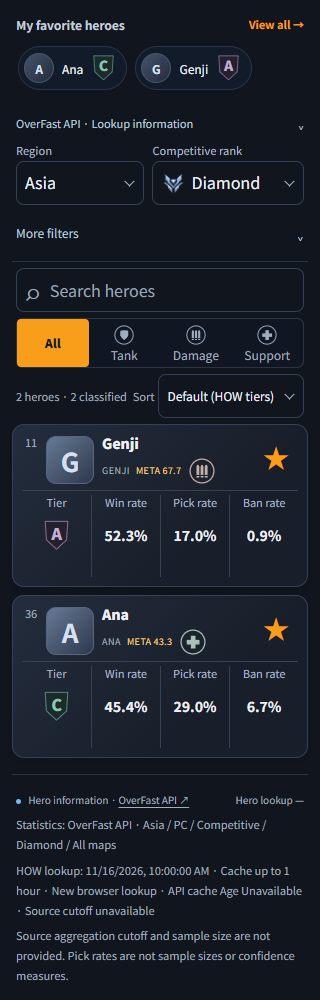 My favorite heroes
View all →
A Ana C
G Genji A
OverFast API · Lookup information
Region
Competitive rank
Asia
Diamond
More filters
Search heroes
All
Tank
Damage
Support
2 heroes · 2 classified Sort
Default (HOW tiers)
11
G
Genji
GENJI META 67.7
★
Tier
Win rate
Pick rate
Ban rate
A
52.3%
17.0%
0.9%
36
A
Ana
ANA META 43.3
★
Tier
Win rate
Pick rate
Ban rate
C
45.4%
29.0%
6.7%
● Hero information · OverFast API ↗
Hero lookup —
Statistics: OverFast API · Asia / PC / Competitive /
Diamond / All maps
HOW lookup: 11/16/2026, 10:00:00 AM · Cache up to 1
hour · New browser lookup · API cache Age Unavailable
· Source cutoff unavailable
Source aggregation cutoff and sample size are not
provided. Pick rates are not sample sizes or confidence
measures.